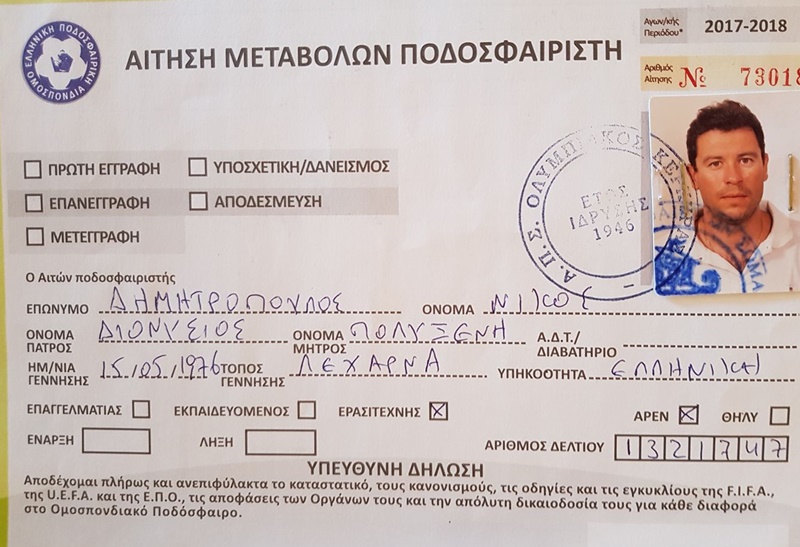 ΕΛΛΗΝΙΚΗ ΠΟΔΟΣΦΑΙΡΙΚΗ ΟΜΟΣΠΟΝΔΙΑ
ΑΙΤΗΣΗ ΜΕΤΑΒΟΛΩΝ ΠΟΔΟΣΦΑΙΡΙΣΤΗ
Αγων/κής Περιόδου* 2017-2018
Αριθμός Αίτησης № 73018
ΠΡΩΤΗ ΕΓΓΡΑΦΗ ΥΠΟΣΧΕΤΙΚΗ/ΔΑΝΕΙΣΜΟΣ
ΕΠΑΝΕΓΓΡΑΦΗ ΑΠΟΔΕΣΜΕΥΣΗ
ΜΕΤΕΓΓΡΑΦΗ
Α.Π.Σ. ΟΛΥΜΠΙΑΚΟΣ ΚΕΡΚΥΡΑΣ
ΕΤΟΣ
ΙΔΡΥΣΗΣ
1946
Ο Αιτών ποδοσφαιριστής
ΕΠΩΝΥΜΟ ΔΗΜΗΤΡΟΠΟΥΛΟΣ ΟΝΟΜΑ ΝΙΚΟΣ
ΟΝΟΜΑ ΠΑΤΡΟΣ ΔΙΟΝΥΣΙΟΣ ΟΝΟΜΑ ΜΗΤΡΟΣ ΠΟΛΥΞΕΝΗ Α.Δ.Τ/ ΔΙΑΒΑΤΗΡΙΟ
ΗΜ/ΝΙΑ ΓΕΝΝΗΣΗΣ 15/05/1976 ΤΟΠΟΣ ΓΕΝΝΗΣΗΣ ΛΕΧΑΙΝΑ ΥΠΗΚΟΟΤΗΤΑ ΕΛΛΗΝΙΚΗ
ΕΠΑΓΓΕΛΜΑΤΙΑΣ ΕΚΠΑΙΔΕΥΟΜΕΝΟΣ ΕΡΑΣΙΤΕΧΝΗΣ ΑΡΕΝ ΘΗΛΥ
ΕΝΑΡΞΗ ΛΗΞΗ ΑΡΙΘΜΟΣ ΔΕΛΤΙΟΥ 1321747
ΥΠΕΥΘΥΝΗ ΔΗΛΩΣΗ
Αποδέχομαι πλήρως και ανεπιφύλακτα το καταστατικό, τους κανονισμούς, τις οδηγίες και τις εγκυκλίους της F.I.F.A.,
της U.E.F.A. και της Ε.Π.Ο., τις αποφάσεις των Οργάνων τους και την απόλυτη δικαιοδοσία τους για κάθε διαφορά
στο Ομοσπονδιακό Ποδόσφαιρο.